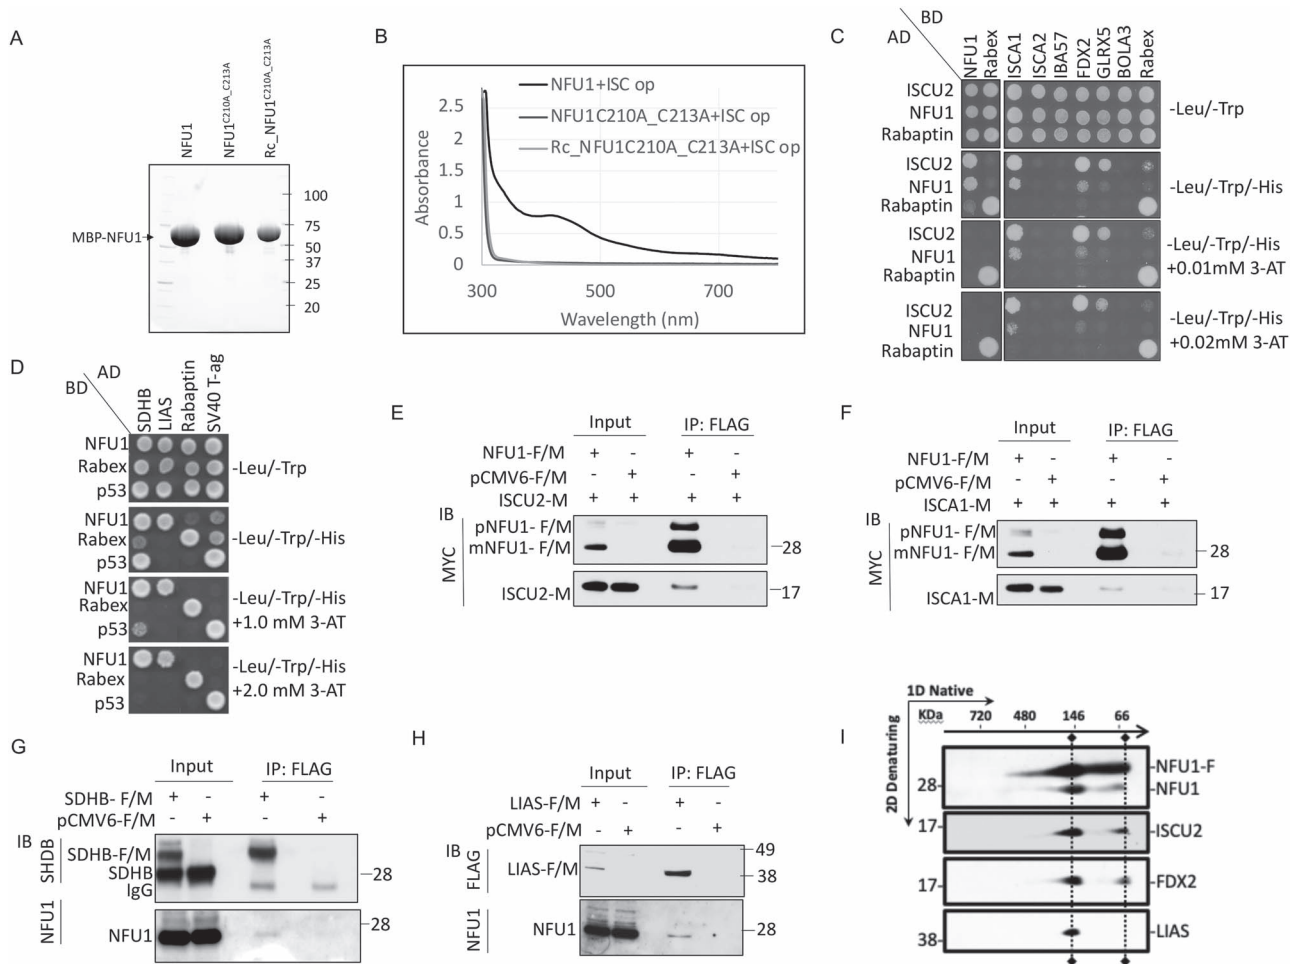 A
NFU1
NFU1C210A_C213A
Rc_NFU1C210A_C213A
100
75
MBP-NFU1
50
37
25
20
B
NFU1+ISC op
NFU1C210A_C213A+ISC op
Rc_NFU1C210A_C213A+ISC op
Absorbance
2.5
2
1.5
1
0.5
0
300 500 700
Wavelength (nm)
C
BD
AD
NFU1 Rabex ISCA1 ISCA2 IBA57 FDX2 GLRX5 BOLA3 Rabex
ISCU2
NFU1 -Leu/-Trp
Rabaptin
ISCU2
NFU1 -Leu/-Trp/-His
Rabaptin
ISCU2 -Leu/-Trp/-His
NFU1 +0.01mM 3-AT
Rabaptin
ISCU2 -Leu/-Trp/-His
NFU1 +0.02mM 3-AT
Rabaptin
D
AD
BD
SDHB LIAS Rabaptin SV40 T-ag
NFU1
Rabex -Leu/-Trp
p53
NFU1
Rabex -Leu/-Trp/-His
p53
NFU1 -Leu/-Trp/-His
Rabex +1.0 mM 3-AT
p53
NFU1 -Leu/-Trp/-His
Rabex +2.0 mM 3-AT
p53
E
Input IP: FLAG
NFU1-F/M + - + -
pCMV6-F/M - + - +
ISCU2-M + + + +
IB
MYC
pNFU1- F/M
mNFU1- F/M 28
ISCU2-M 17
F
Input IP: FLAG
NFU1-F/M + - + -
pCMV6-F/M - + - +
ISCA1-M + + + +
IB
MYC
pNFU1- F/M
mNFU1- F/M 28
ISCA1-M 17
G
Input IP: FLAG
SDHB- F/M + - + -
pCMV6-F/M - + - +
IB
SHDB
SDHB-F/M
SDHB 28
IgG
NFU1
28
NFU1
H
Input IP: FLAG
LIAS-F/M + - + -
pCMV6-F/M - + - +
IB
FLAG
49
LIAS-F/M 38
NFU1
NFU1 28
I
1D Native
KDa 720 480 146 66
2D Denaturing
NFU1-F
28 NFU1
17 ISCU2
17 FDX2
38 LIAS